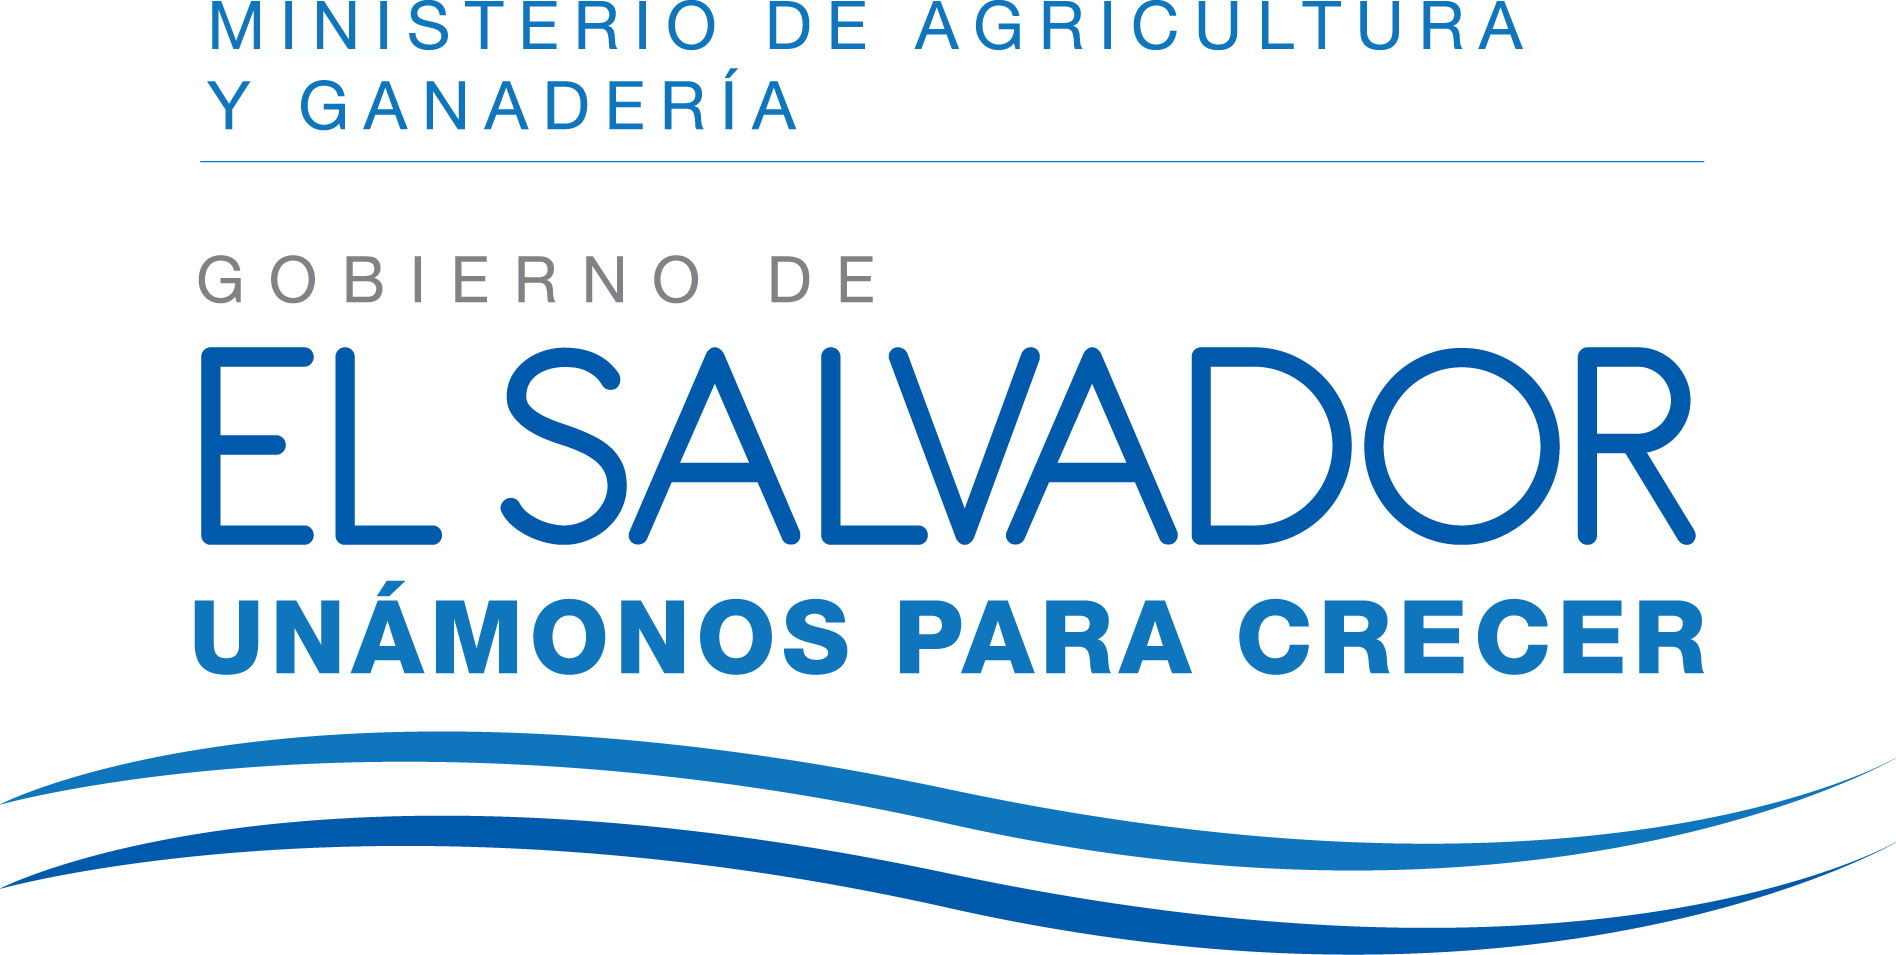 MINISTERIO DE AGRICULTURA
Y GANADERÍA
GOBIERNO DE
EL SALVADOR
UNÁMONOS PARA CRECER